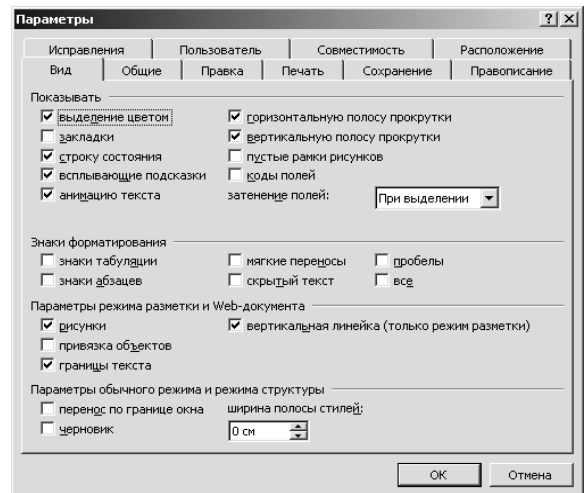 Параметры
Исправления Пользователь Совместимость Расположение
Вид Общие Правка Печать Сохранение Правописание
Показывать
выделение цветом горизонтальную полосу прокрутки
закладки вертикальную полосу прокрутки
строку состояния пустые рамки рисунков
всплывающие подсказки коды полей
анимацию текста затенение полей: При выделении
Знаки форматирования
знаки табуляции мягкие переносы пробелы
знаки абзацев скрытый текст все
Параметры режима разметки и Web-документа
рисунки вертикальная линейка (только режим разметки)
привязка объектов
границы текста
Параметры обычного режима и режима структуры
перенос по границе окна ширина полосы стилей:
черновик 0 см
ОК Отмена